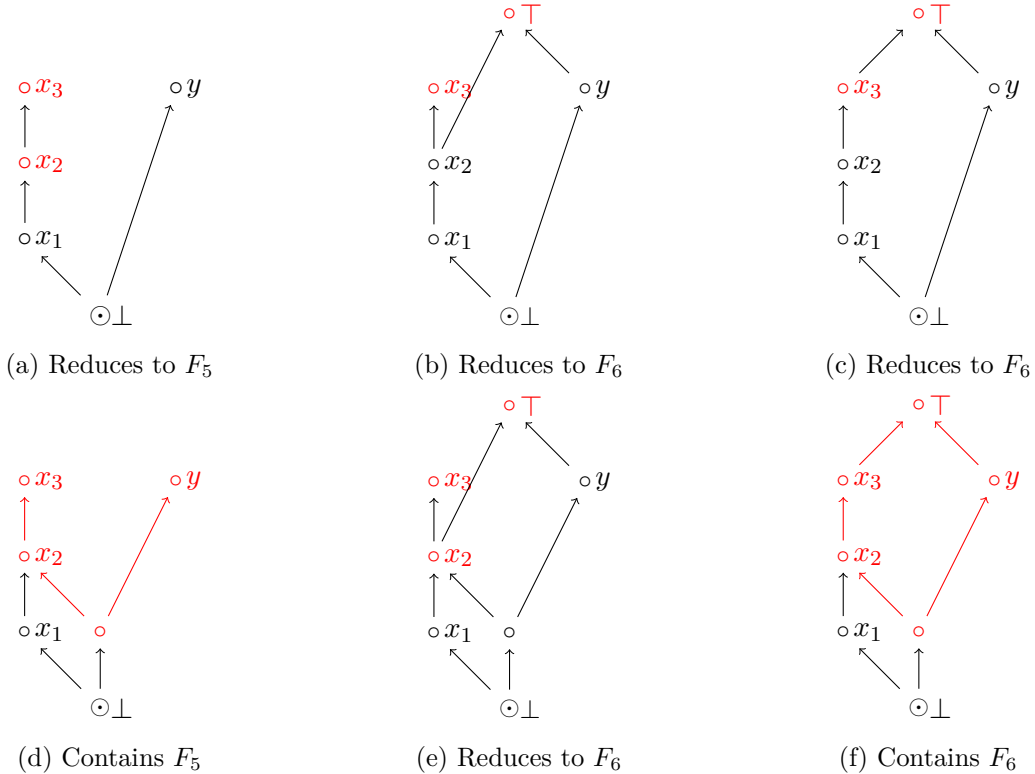 ⊤ ⊤
x₃ y x₃ y x₃ y
x₂ x₂ x₂
x₁ x₁ x₁
⊥ ⊥ ⊥
(a) Reduces to F₅ (b) Reduces to F₆ (c) Reduces to F₆
⊤ ⊤
x₃ y x₃ y x₃ y
x₂ x₂ x₂
x₁ x₁ x₁
⊥ ⊥ ⊥
(d) Contains F₅ (e) Reduces to F₆ (f) Contains F₆